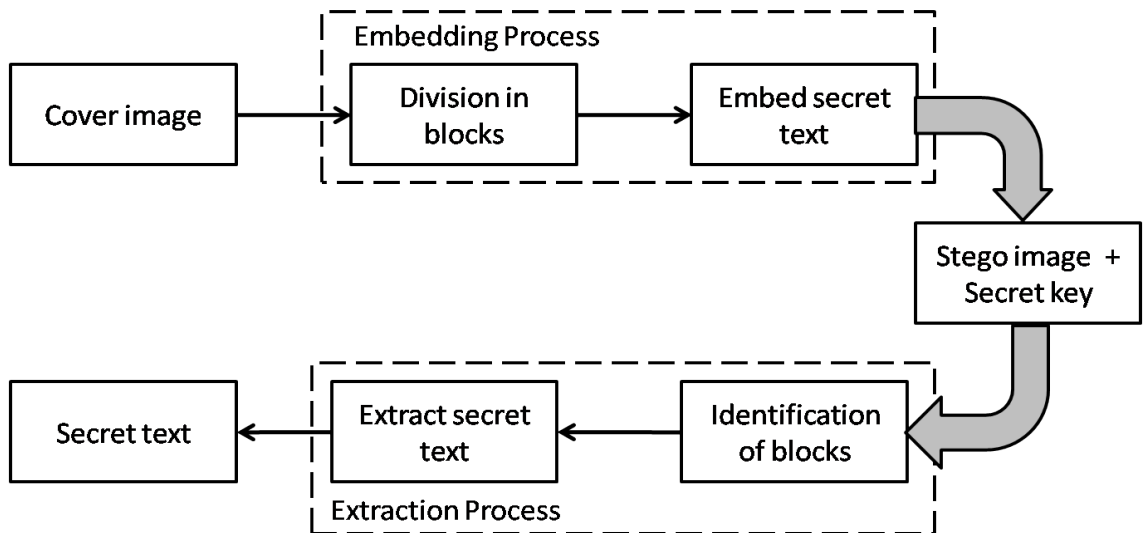 Embedding Process
Cover image
Division in
blocks
Embed secret
text
Stego image +
Secret key
Identification
of blocks
Extract secret
text
Secret text
Extraction Process